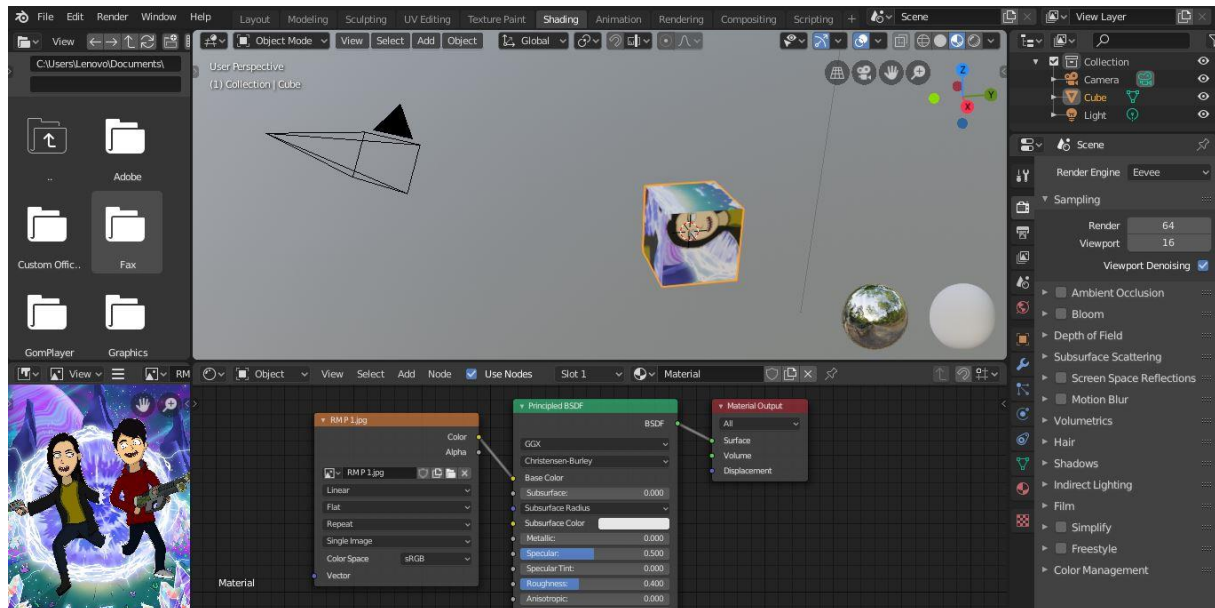 File Edit Render Window Help Layout Modeling Sculpting UV Editing Texture Paint Shading Animation Rendering Compositing Scripting + Scene View Layer
View Object Mode View Select Add Object Global
C:\Users\Lenovo\Documents\
User Perspective
(1) Collection | Cube
Z
Y
X
Collection
Camera
Cube
Light
Scene
Render Engine Eevee
Sampling
Render 64
Viewport 16
Viewport Denoising
Ambient Occlusion
Bloom
Depth of Field
Subsurface Scattering
Screen Space Reflections
Motion Blur
Volumetrics
Hair
Shadows
Indirect Lighting
Film
Simplify
Freestyle
Color Management
..
Adobe
Custom Offic..
Fax
GomPlayer
Graphics
View RM
Object View Select Add Node Use Nodes Slot 1 Material
RM P 1.jpg
Color
Alpha
RM P 1.jpg
Linear
Flat
Repeat
Single Image
Color Space sRGB
Vector
Principled BSDF
BSDF
GGX
Christensen-Burley
Base Color
Subsurface: 0.000
Subsurface Radius
Subsurface Color
Metallic: 0.000
Specular: 0.500
Specular Tint: 0.000
Roughness: 0.400
Anisotropic: 0.000
Material Output
All
Surface
Volume
Displacement
Material